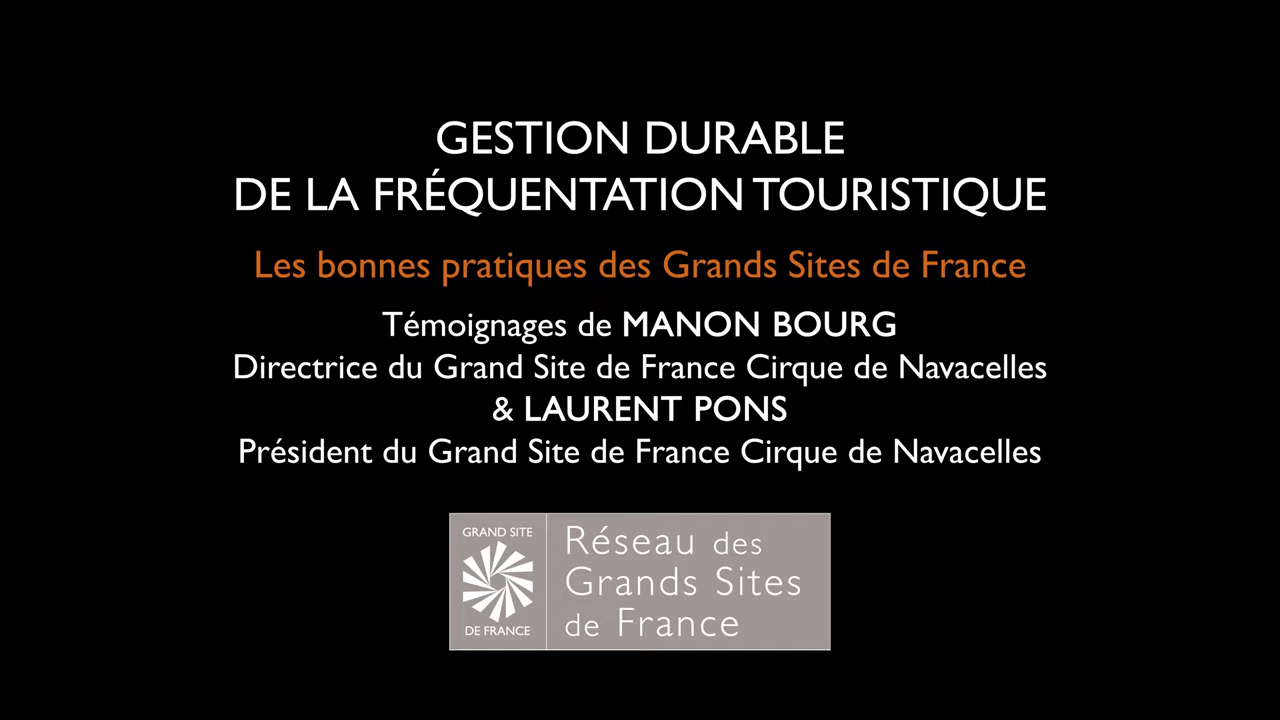 GESTION DURABLE
DE LA FRÉQUENTATION TOURISTIQUE
Les bonnes pratiques des Grands Sites de France
Témoignages de MANON BOURG
Directrice du Grand Site de France Cirque de Navacelles
& LAURENT PONS
Président du Grand Site de France Cirque de Navacelles
GRAND SITE
DE FRANCE
Réseau des
Grands Sites
de France